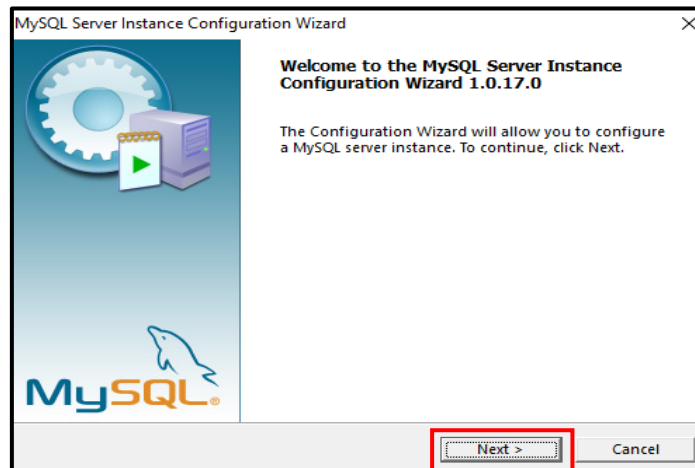 MySQL Server Instance Configuration Wizard
Welcome to the MySQL Server Instance
Configuration Wizard 1.0.17.0
The Configuration Wizard will allow you to configure
a MySQL server instance. To continue, click Next.
MySQL®
Next >
Cancel